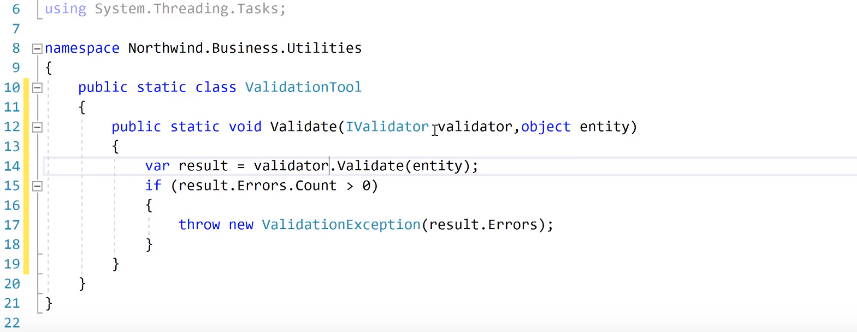 6 using System.Threading.Tasks;
7
8 namespace Northwind.Business.Utilities
9 {
10 public static class ValidationTool
11 {
12 public static void Validate(IValidator validator,object entity)
13 {
14 var result = validator.Validate(entity);
15 if (result.Errors.Count > 0)
16 {
17 throw new ValidationException(result.Errors);
18 }
19 }
20 }
21 }
22